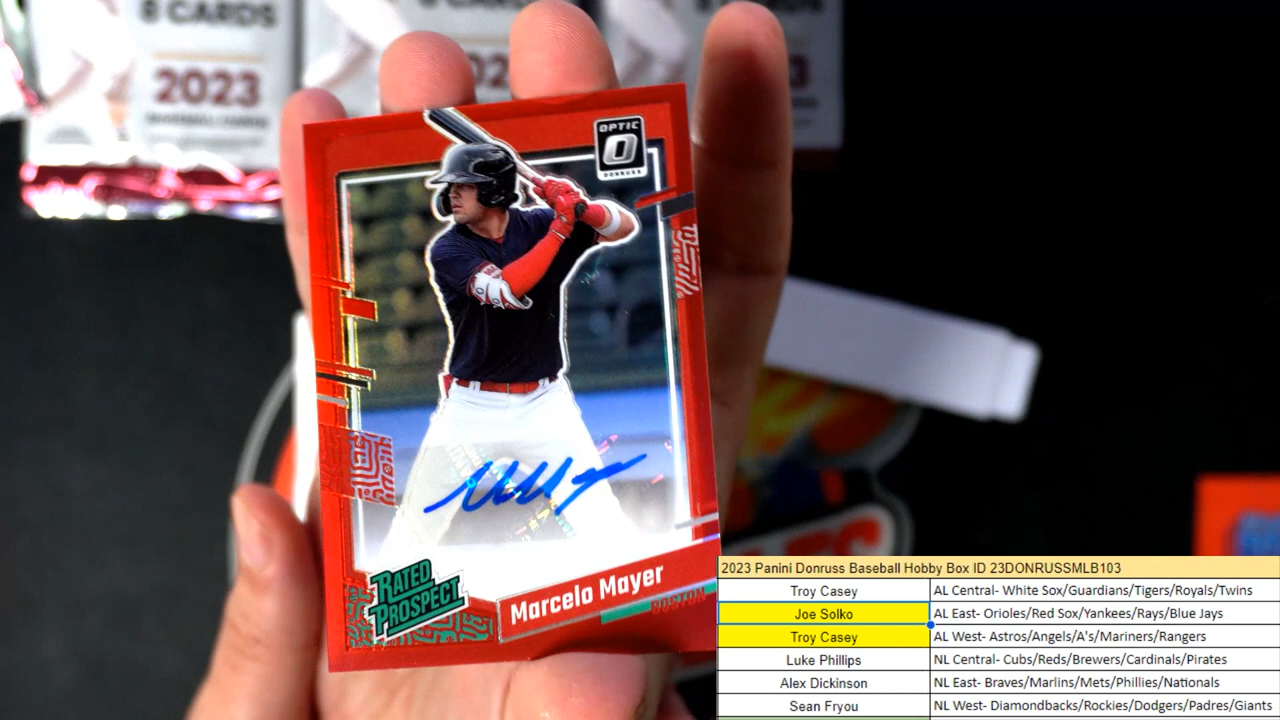 8 CARDS
2023
OPTIC
O
DONRUSS
RATED
PROSPECT
Marcelo Mayer
BOSTON
2023 Panini Donruss Baseball Hobby Box ID 23DONRUSSMLB103
Troy Casey AL Central- White Sox/Guardians/Tigers/Royals/Twins
Joe Solko AL East- Orioles/Red Sox/Yankees/Rays/Blue Jays
Troy Casey AL West- Astros/Angels/A's/Mariners/Rangers
Luke Phillips NL Central- Cubs/Reds/Brewers/Cardinals/Pirates
Alex Dickinson NL East- Braves/Marlins/Mets/Phillies/Nationals
Sean Fryou NL West- Diamondbacks/Rockies/Dodgers/Padres/Giants